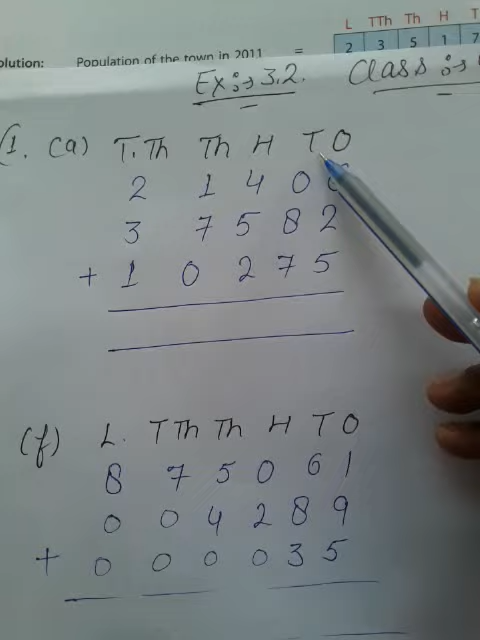 L TTh Th H T
olution: Population of the town in 2011 = 2 3 5 1 7
Ex:→3.2. Class:→
(1. (a) T.Th Th H T O
2 1 4 0
3 7 5 8 2
+ 1 0 2 7 5
(f) L. T Th Th H T O
8 7 5 0 6 1
0 0 4 2 8 9
+ 0 0 0 0 3 5